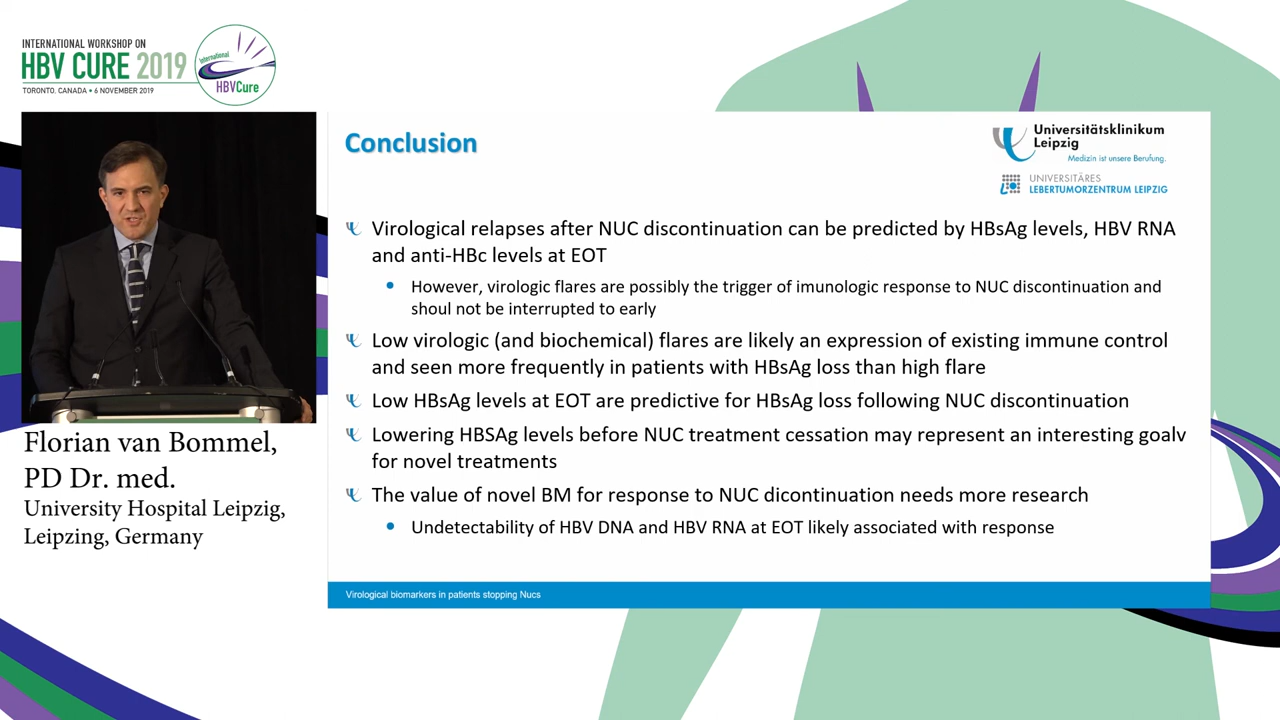 INTERNATIONAL WORKSHOP ON
HBV CURE 2019
TORONTO, CANADA • 6 NOVEMBER 2019
International
HBVCure
Conclusion
Universitätsklinikum
Leipzig
Medizin ist unsere Berufung.
UNIVERSITÄRES
LEBERTUMORZENTRUM LEIPZIG
Virological relapses after NUC discontinuation can be predicted by HBsAg levels, HBV RNA
and anti-HBc levels at EOT
• However, virologic flares are possibly the trigger of imunologic response to NUC discontinuation and
shoul not be interrupted to early
Low virologic (and biochemical) flares are likely an expression of existing immune control
and seen more frequently in patients with HBsAg loss than high flare
Low HBsAg levels at EOT are predictive for HBsAg loss following NUC discontinuation
Lowering HBSAg levels before NUC treatment cessation may represent an interesting goalv
for novel treatments
The value of novel BM for response to NUC dicontinuation needs more research
• Undetectability of HBV DNA and HBV RNA at EOT likely associated with response
Virological biomarkers in patients stopping Nucs
Florian van Bommel,
PD Dr. med.
University Hospital Leipzig,
Leipzing, Germany